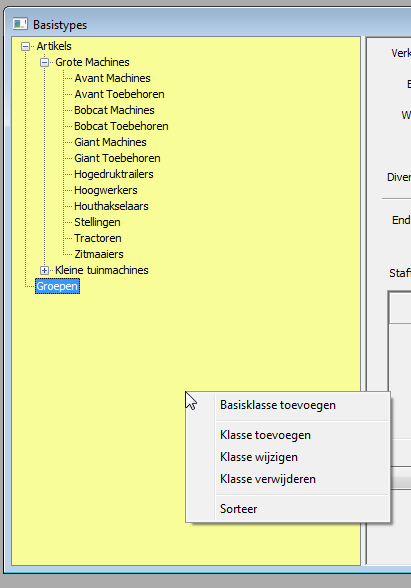 Basistypes
Artikels
Grote Machines
Avant Machines
Avant Toebehoren
Bobcat Machines
Bobcat Toebehoren
Giant Machines
Giant Toebehoren
Hogedruktrailers
Hoogwerkers
Houthakselaars
Stellingen
Tractoren
Zitmaaiers
Kleine tuinmachines
Groepen
Basisklasse toevoegen
Klasse toevoegen
Klasse wijzigen
Klasse verwijderen
Sorteer
Verk
B
W
Diver
End
Staff